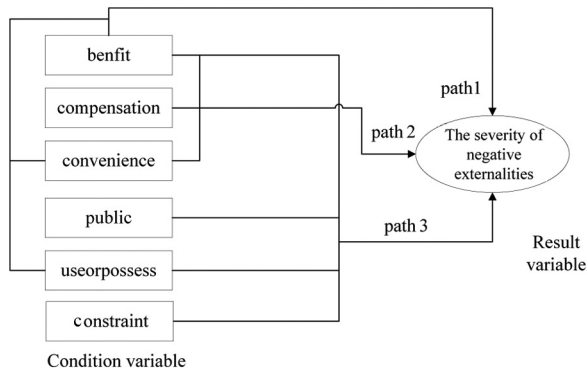 benfit
compensation
convenience
public
useorpossess
constraint
Condition variable
path1
path 2
path 3
The severity of
negative
externalities
Result
variable